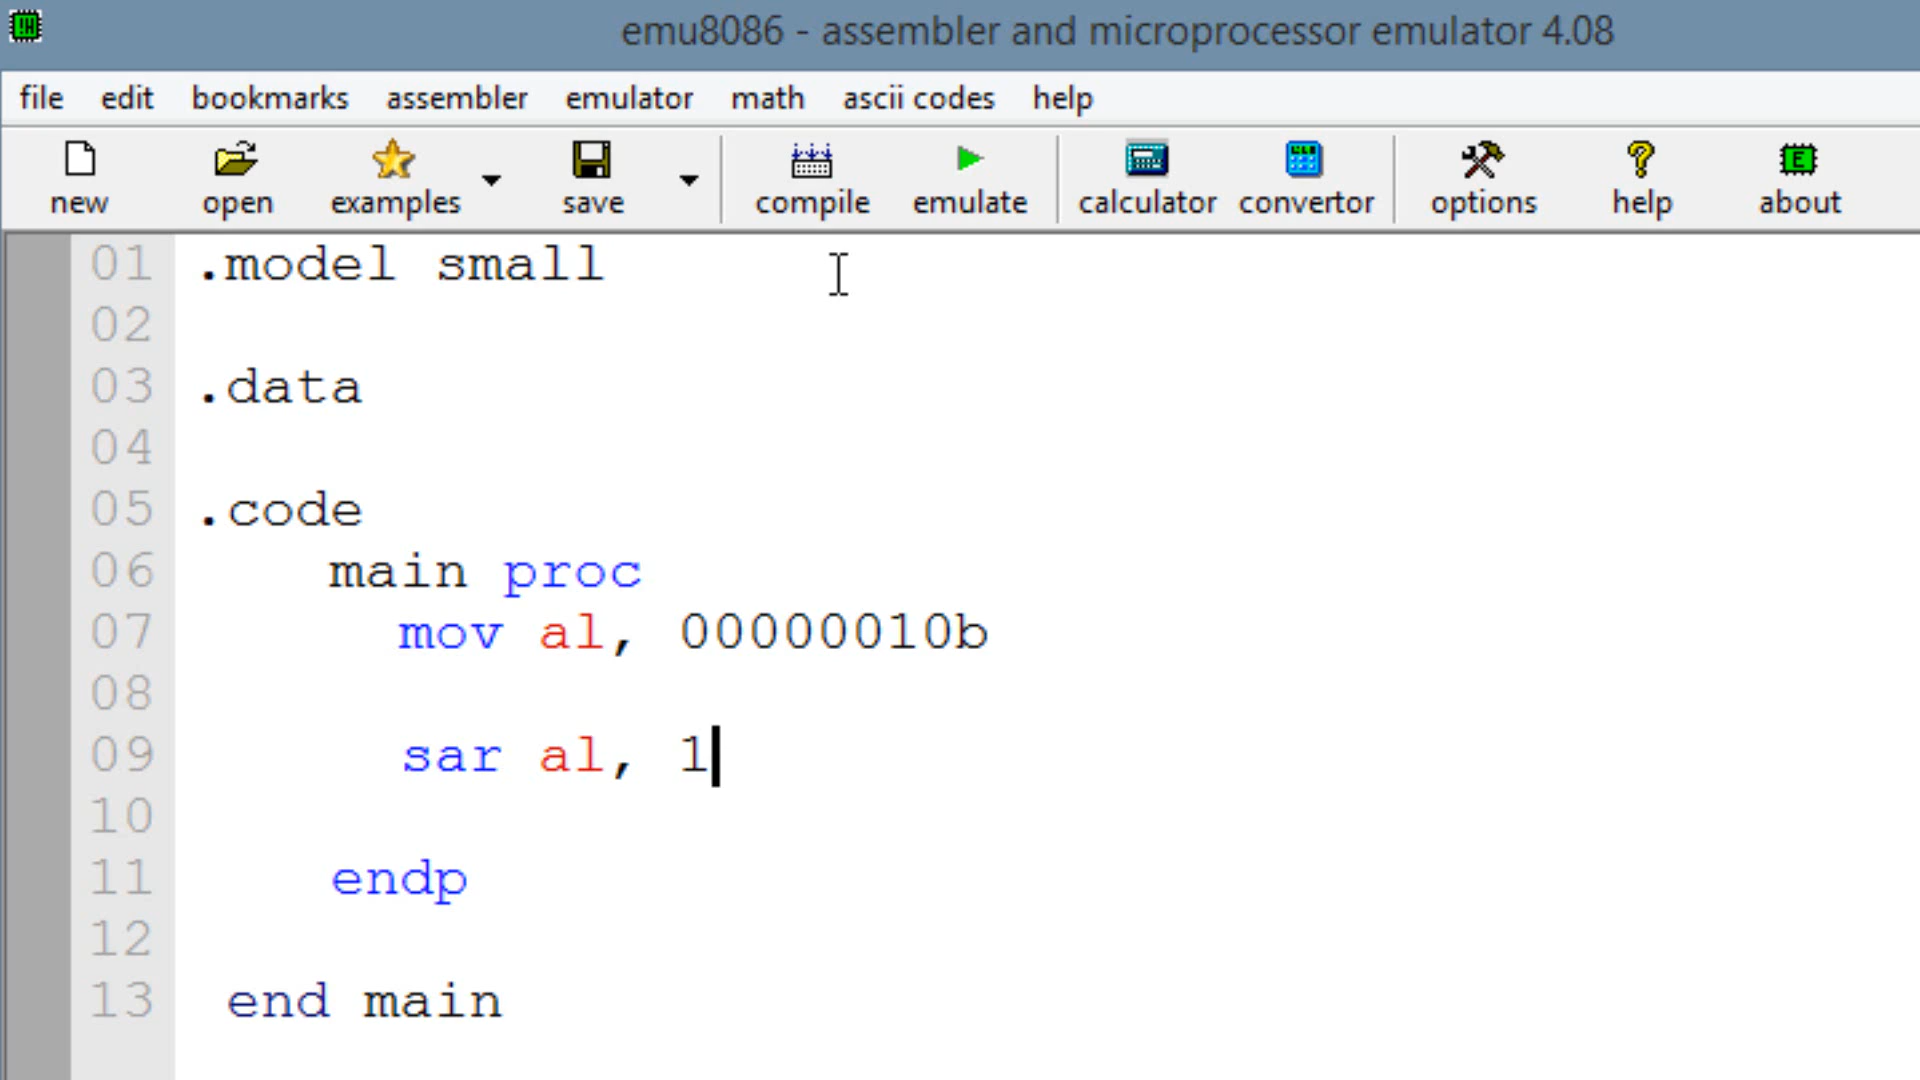 emu8086 - assembler and microprocessor emulator 4.08
file edit bookmarks assembler emulator math ascii codes help
new open examples save compile emulate calculator convertor options help about
01 .model small
02
03 .data
04
05 .code
06 main proc
07 mov al, 00000010b
08
09 sar al, 1
10
11 endp
12
13 end main